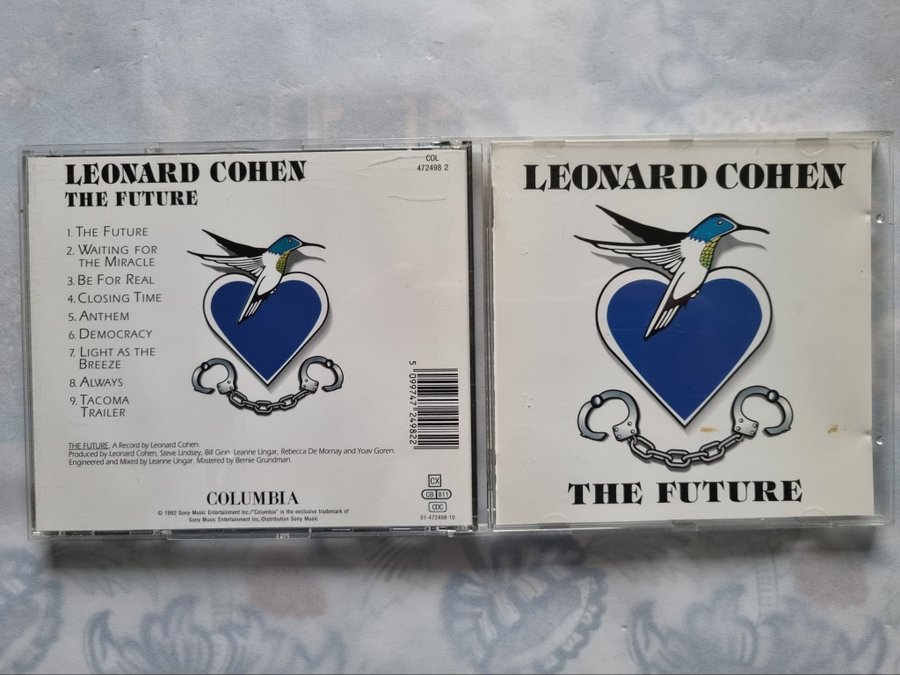 LEONARD COHEN
THE FUTURE
COL
472498 2
1. THE FUTURE
2. WAITING FOR
THE MIRACLE
3. BE FOR REAL
4. CLOSING TIME
5. ANTHEM
6. DEMOCRACY
7. LIGHT AS THE
BREEZE
8. ALWAYS
9. TACOMA
TRAILER
5 099747 249822
THE FUTURE, A Record by Leonard Cohen.
Produced by Leonard Cohen, Steve Lindsey, Bill Ginn, Leanne Ungar, Rebecca De Mornay and Yoav Goren.
Engineered and Mixed by Leanne Ungar. Mastered by Bernie Grundman.
CX
CB 811
CDC
COLUMBIA
© 1992 Sony Music Entertainment Inc./"Columbia" is the exclusive trademark of
Sony Music Entertainment Inc./Distribution Sony Music
01-472498-10
LEONARD COHEN
THE FUTURE